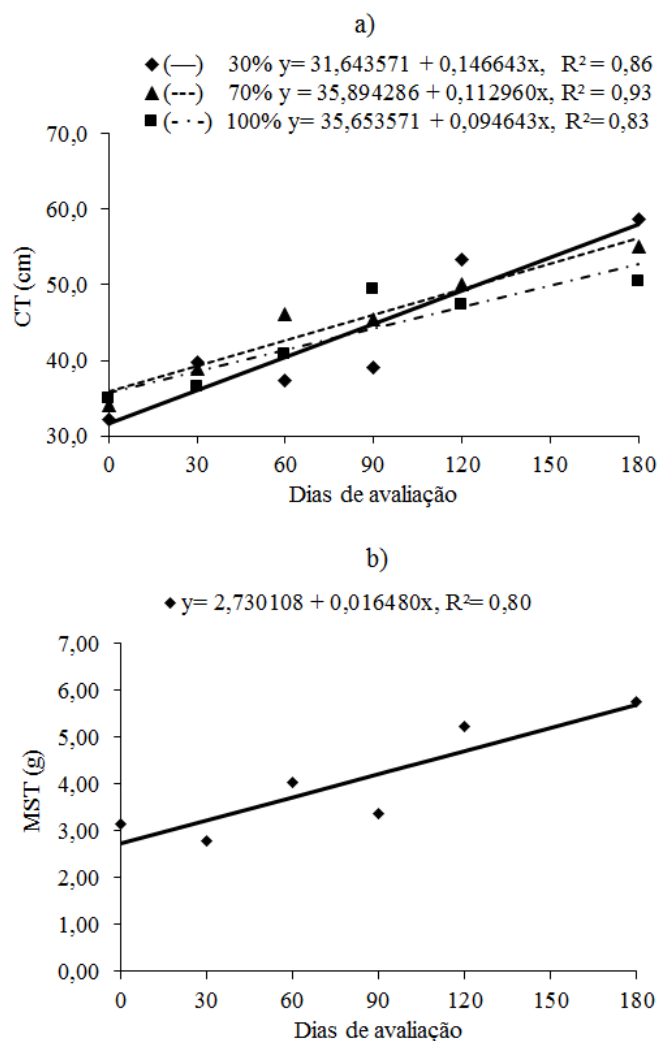 a)
◆ (—) 30% y= 31,643571 + 0,146643x, R² = 0,86
▲ (---) 70% y= 35,894286 + 0,112960x, R² = 0,93
■ (- · -) 100% y= 35,653571 + 0,094643x, R²= 0,83
70,0
60,0
50,0
40,0
30,0
CT (cm)
0 30 60 90 120 150 180
Dias de avaliação
b)
◆ y= 2,730108 + 0,016480x, R²= 0,80
7,00
6,00
5,00
4,00
3,00
2,00
1,00
0,00
MST (g)
0 30 60 90 120 150 180
Dias de avaliação